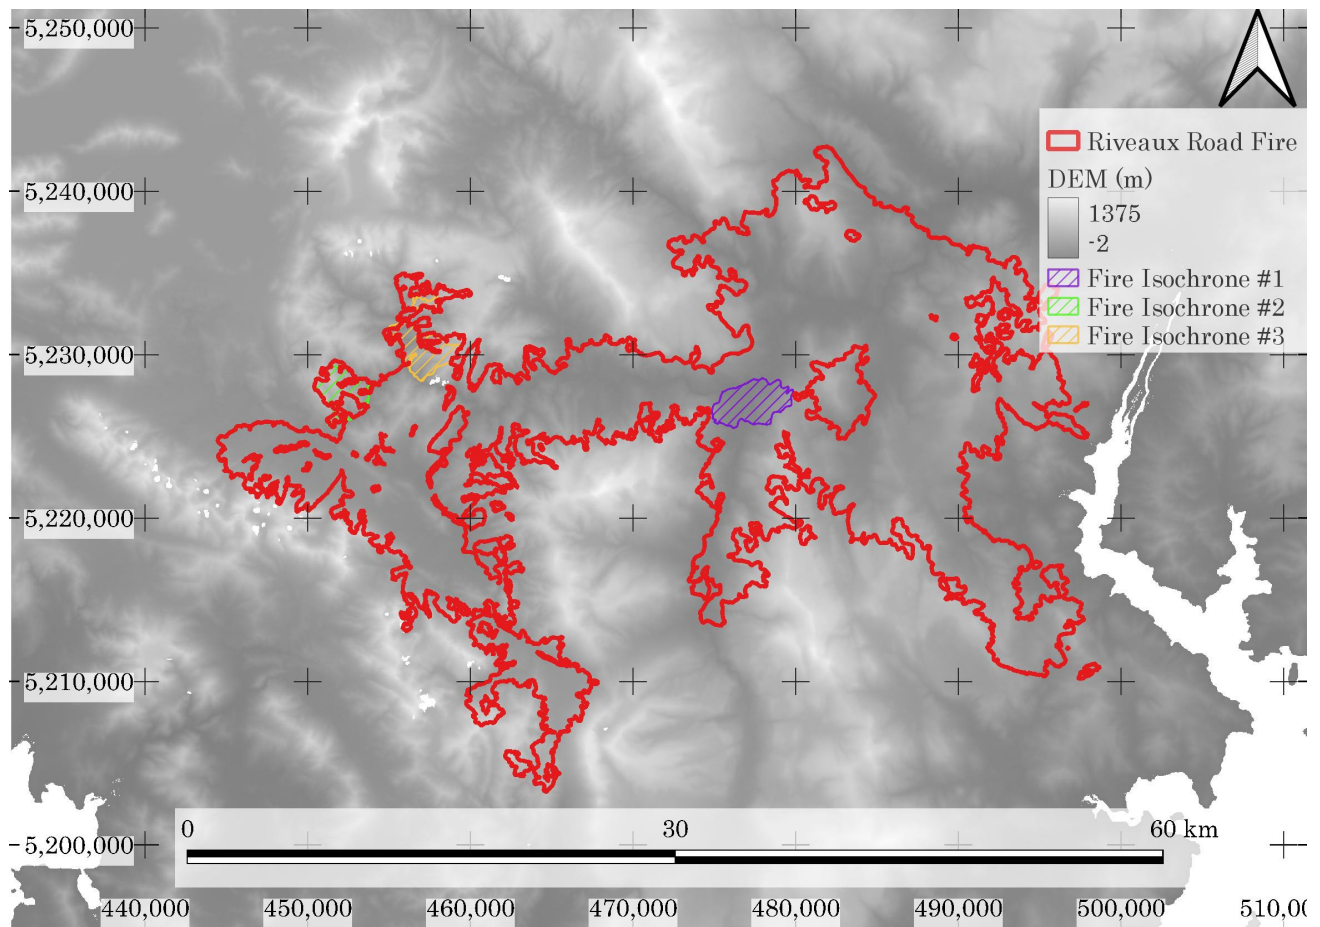 5,250,000
5,240,000
5,230,000
5,220,000
5,210,000
5,200,000
Riveaux Road Fire
DEM (m)
1375
-2
Fire Isochrone #1
Fire Isochrone #2
Fire Isochrone #3
0 30 60 km
440,000 450,000 460,000 470,000 480,000 490,000 500,000 510,0